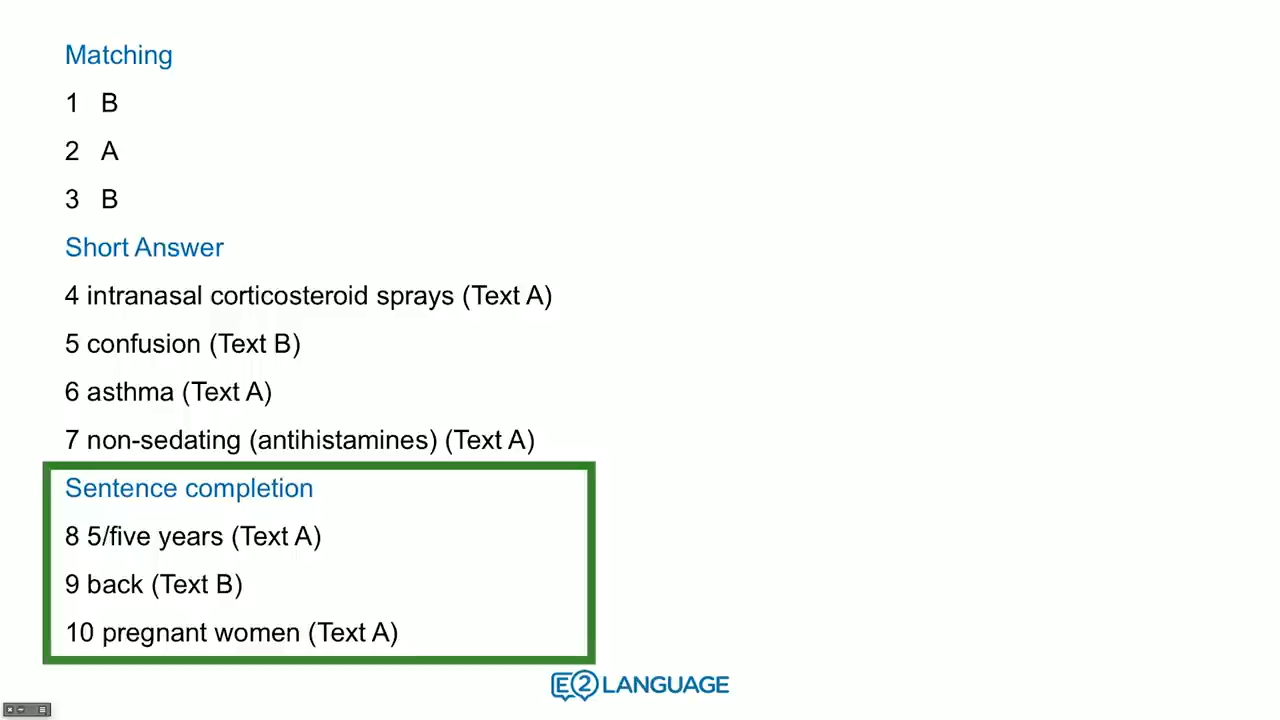 Matching
1 B
2 A
3 B
Short Answer
4 intranasal corticosteroid sprays (Text A)
5 confusion (Text B)
6 asthma (Text A)
7 non-sedating (antihistamines) (Text A)
Sentence completion
8 5/five years (Text A)
9 back (Text B)
10 pregnant women (Text A)
E2 LANGUAGE